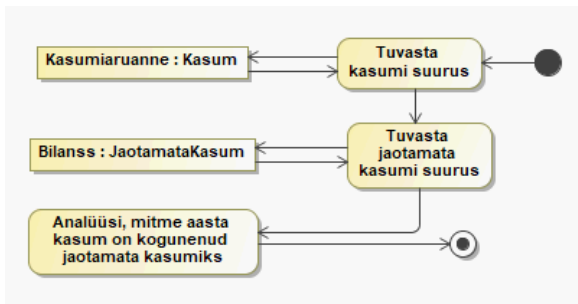 Kasumiaruanne : Kasum
Tuvasta
kasumi suurus
Bilanss : JaotamataKasum
Tuvasta
jaotamata
kasumi suurus
Analüüsi, mitme aasta
kasum on kogunenud
jaotamata kasumiks